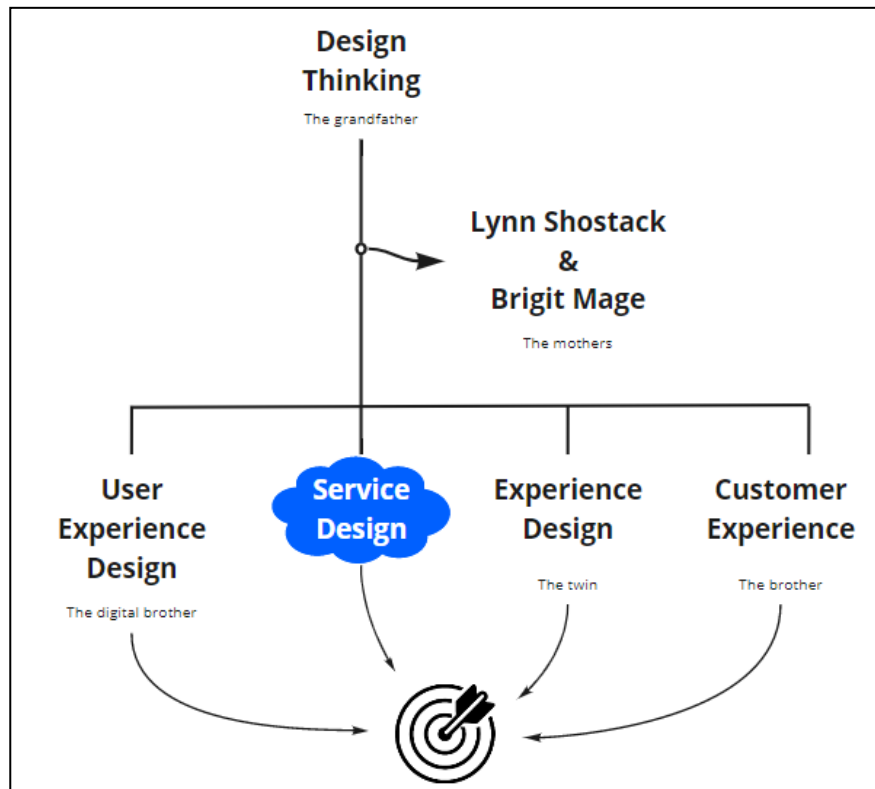 Design
Thinking
The grandfather
Lynn Shostack
&
Brigit Mage
The mothers
User
Experience
Design
The digital brother
Service
Design
Experience
Design
The twin
Customer
Experience
The brother